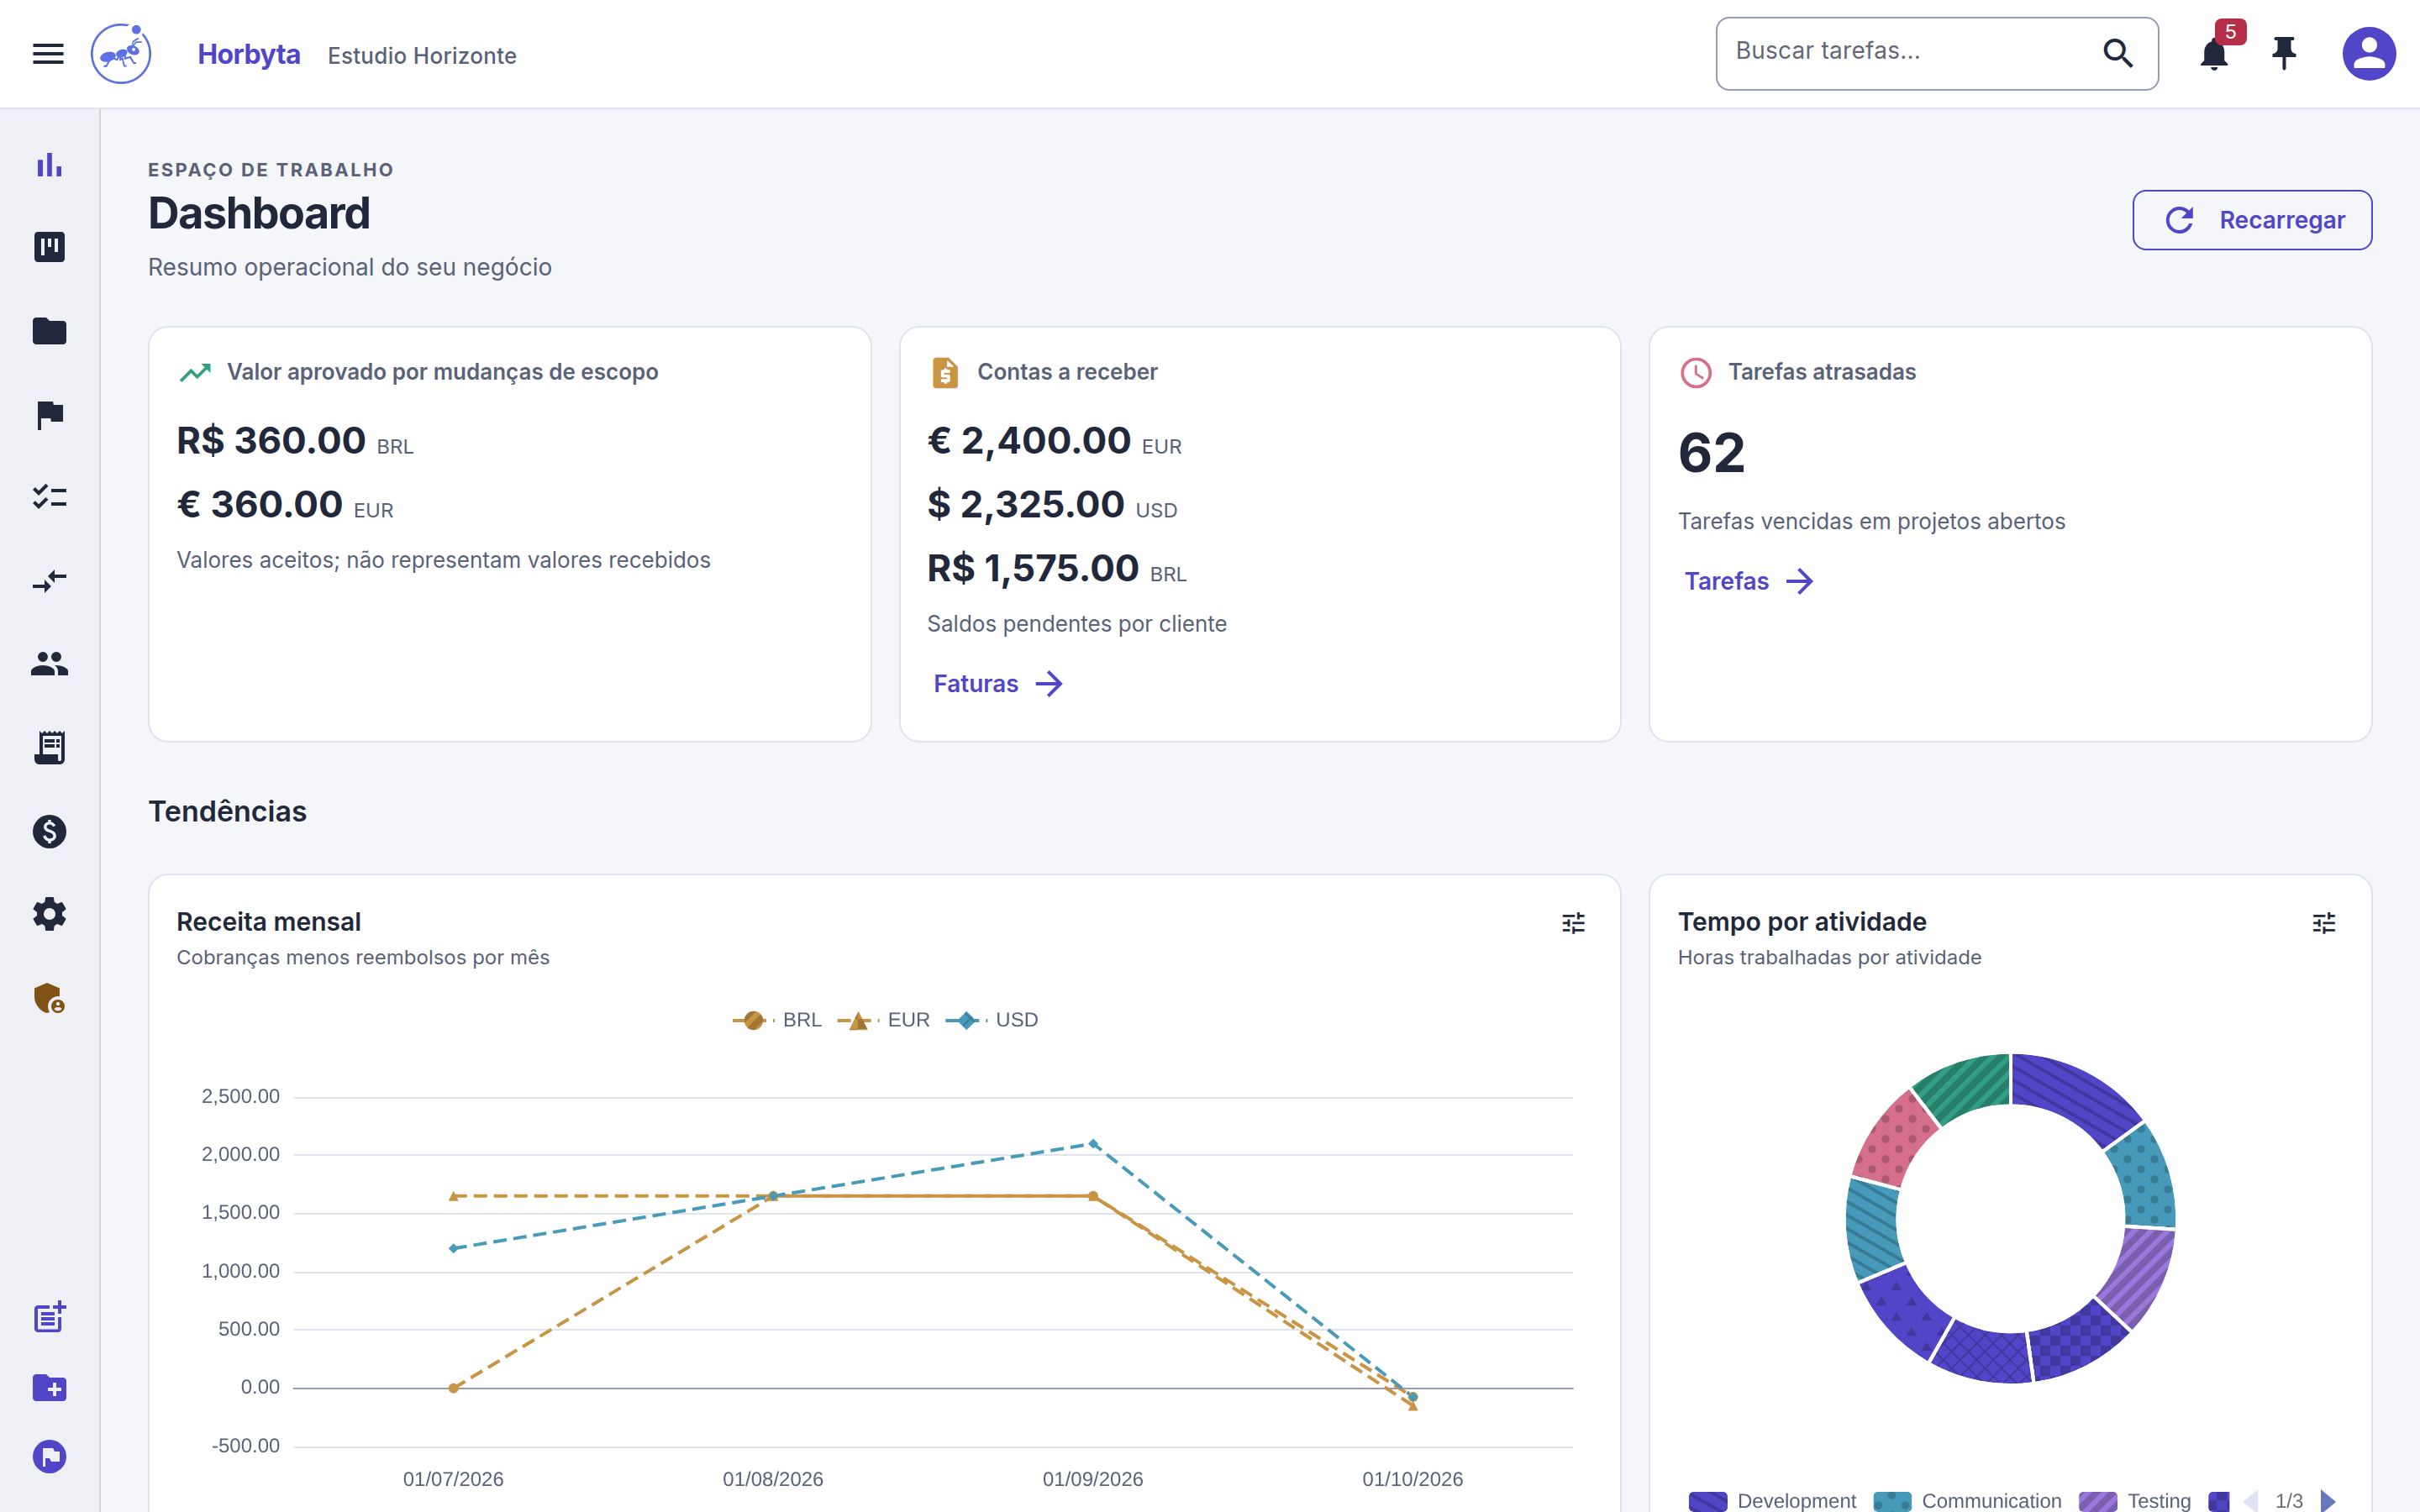 Horbyta Estudio Horizonte
Buscar tarefas...
5
ESPAÇO DE TRABALHO
Dashboard
Resumo operacional do seu negócio
Recarregar
Valor aprovado por mudanças de escopo
R$ 360.00 BRL
€ 360.00 EUR
Valores aceitos; não representam valores recebidos
Contas a receber
€ 2,400.00 EUR
$ 2,325.00 USD
R$ 1,575.00 BRL
Saldos pendentes por cliente
Faturas
Tarefas atrasadas
62
Tarefas vencidas em projetos abertos
Tarefas
Tendências
Receita mensal
Cobranças menos reembolsos por mês
BRL EUR USD
2,500.00
2,000.00
1,500.00
1,000.00
500.00
0.00
-500.00
01/07/2026 01/08/2026 01/09/2026 01/10/2026
Tempo por atividade
Horas trabalhadas por atividade
Development Communication Testing 1/3